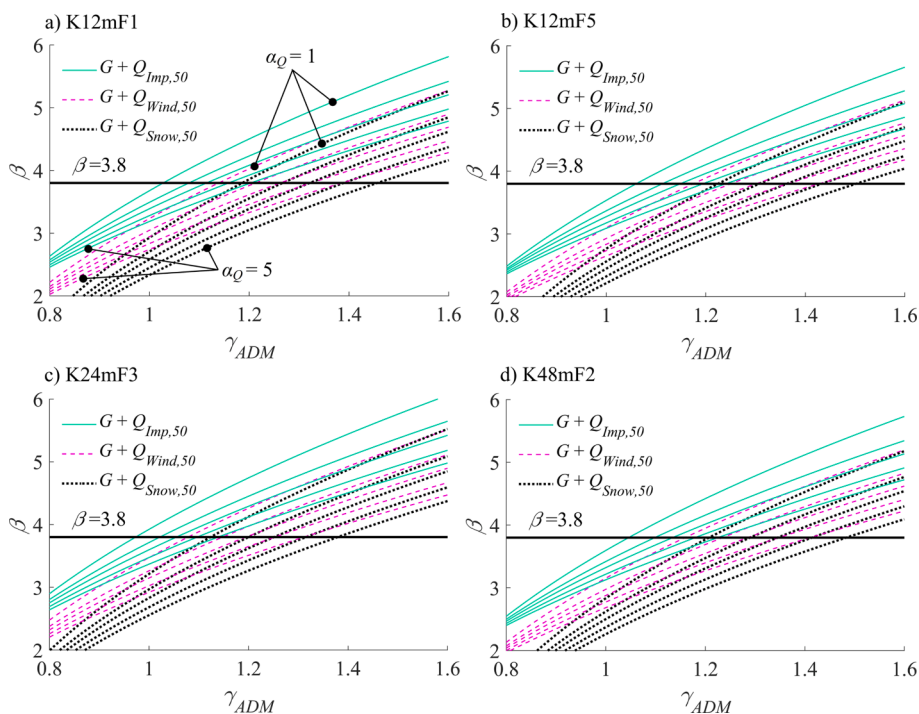 a) K12mF1
6
5
4
3
2
β
G + Q_Imp,50
G + Q_Wind,50
G + Q_Snow,50
β=3.8
α_Q = 1
α_Q = 5
0.8
1
1.2
1.4
1.6
γ_ADM
b) K12mF5
6
5
4
3
2
β
G + Q_Imp,50
G + Q_Wind,50
G + Q_Snow,50
β=3.8
0.8
1
1.2
1.4
1.6
γ_ADM
c) K24mF3
6
5
4
3
2
β
G + Q_Imp,50
G + Q_Wind,50
G + Q_Snow,50
β=3.8
0.8
1
1.2
1.4
1.6
γ_ADM
d) K48mF2
6
5
4
3
2
β
G + Q_Imp,50
G + Q_Wind,50
G + Q_Snow,50
β=3.8
0.8
1
1.2
1.4
1.6
γ_ADM